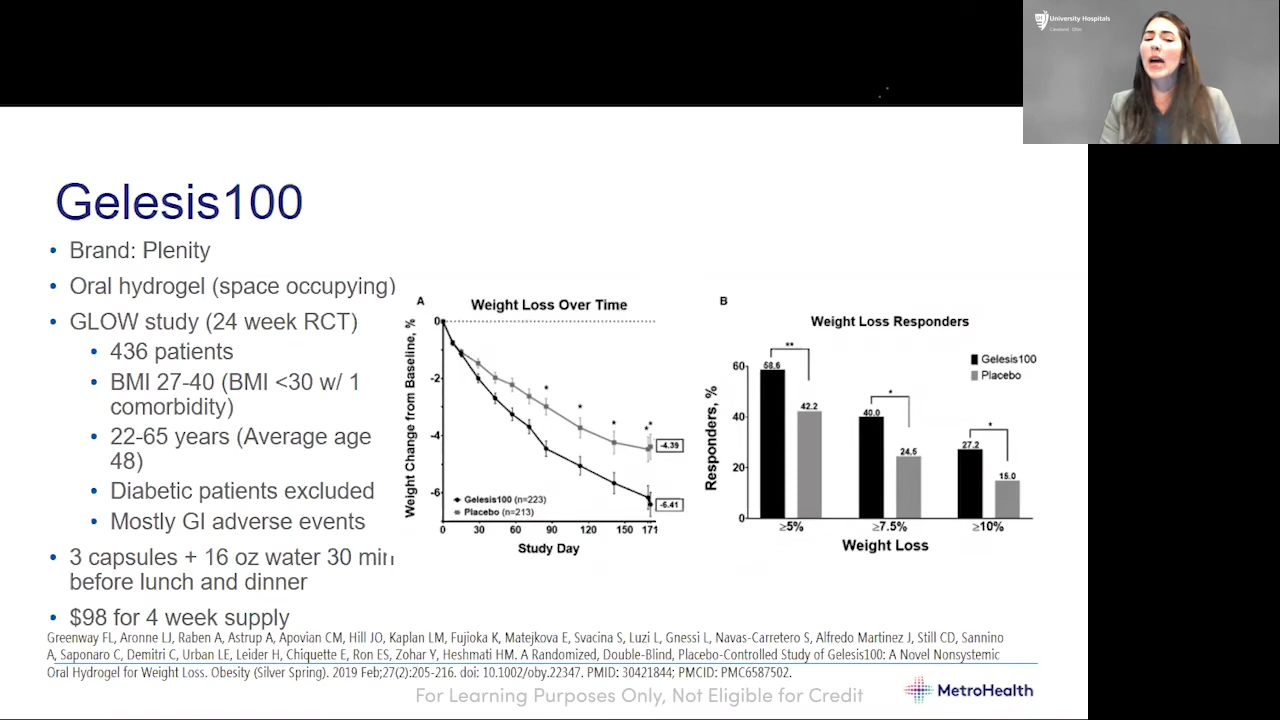 University Hospitals
Cleveland Ohio
Gelesis100
• Brand: Plenity
• Oral hydrogel (space occupying)
• GLOW study (24 week RCT)
• 436 patients
• BMI 27-40 (BMI <30 w/ 1
comorbidity)
• 22-65 years (Average age
48)
• Diabetic patients excluded
• Mostly GI adverse events
• 3 capsules + 16 oz water 30 min
before lunch and dinner
• $98 for 4 week supply
A
Weight Loss Over Time
Weight Change from Baseline, %
0
-2
-4
-6
* * * **
-4.39
-6.41
Gelesis100 (n=223)
Placebo (n=213)
0 30 60 90 120 150 171
Study Day
B
Weight Loss Responders
Gelesis100
Placebo
Responders, %
60
40
20
0
** * *
58.6 42.2 40.0 24.5 27.2 15.0
≥5% ≥7.5% ≥10%
Weight Loss
Greenway FL, Aronne LJ, Raben A, Astrup A, Apovian CM, Hill JO, Kaplan LM, Fujioka K, Matejkova E, Svacina S, Luzi L, Gnessi L, Navas-Carretero S, Alfredo Martinez J, Still CD, Sannino
A, Saponaro C, Demitri C, Urban LE, Leider H, Chiquette E, Ron ES, Zohar Y, Heshmati HM. A Randomized, Double-Blind, Placebo-Controlled Study of Gelesis100: A Novel Nonsystemic
Oral Hydrogel for Weight Loss. Obesity (Silver Spring). 2019 Feb;27(2):205-216. doi: 10.1002/oby.22347. PMID: 30421844; PMCID: PMC6587502.
For Learning Purposes Only, Not Eligible for Credit
MetroHealth